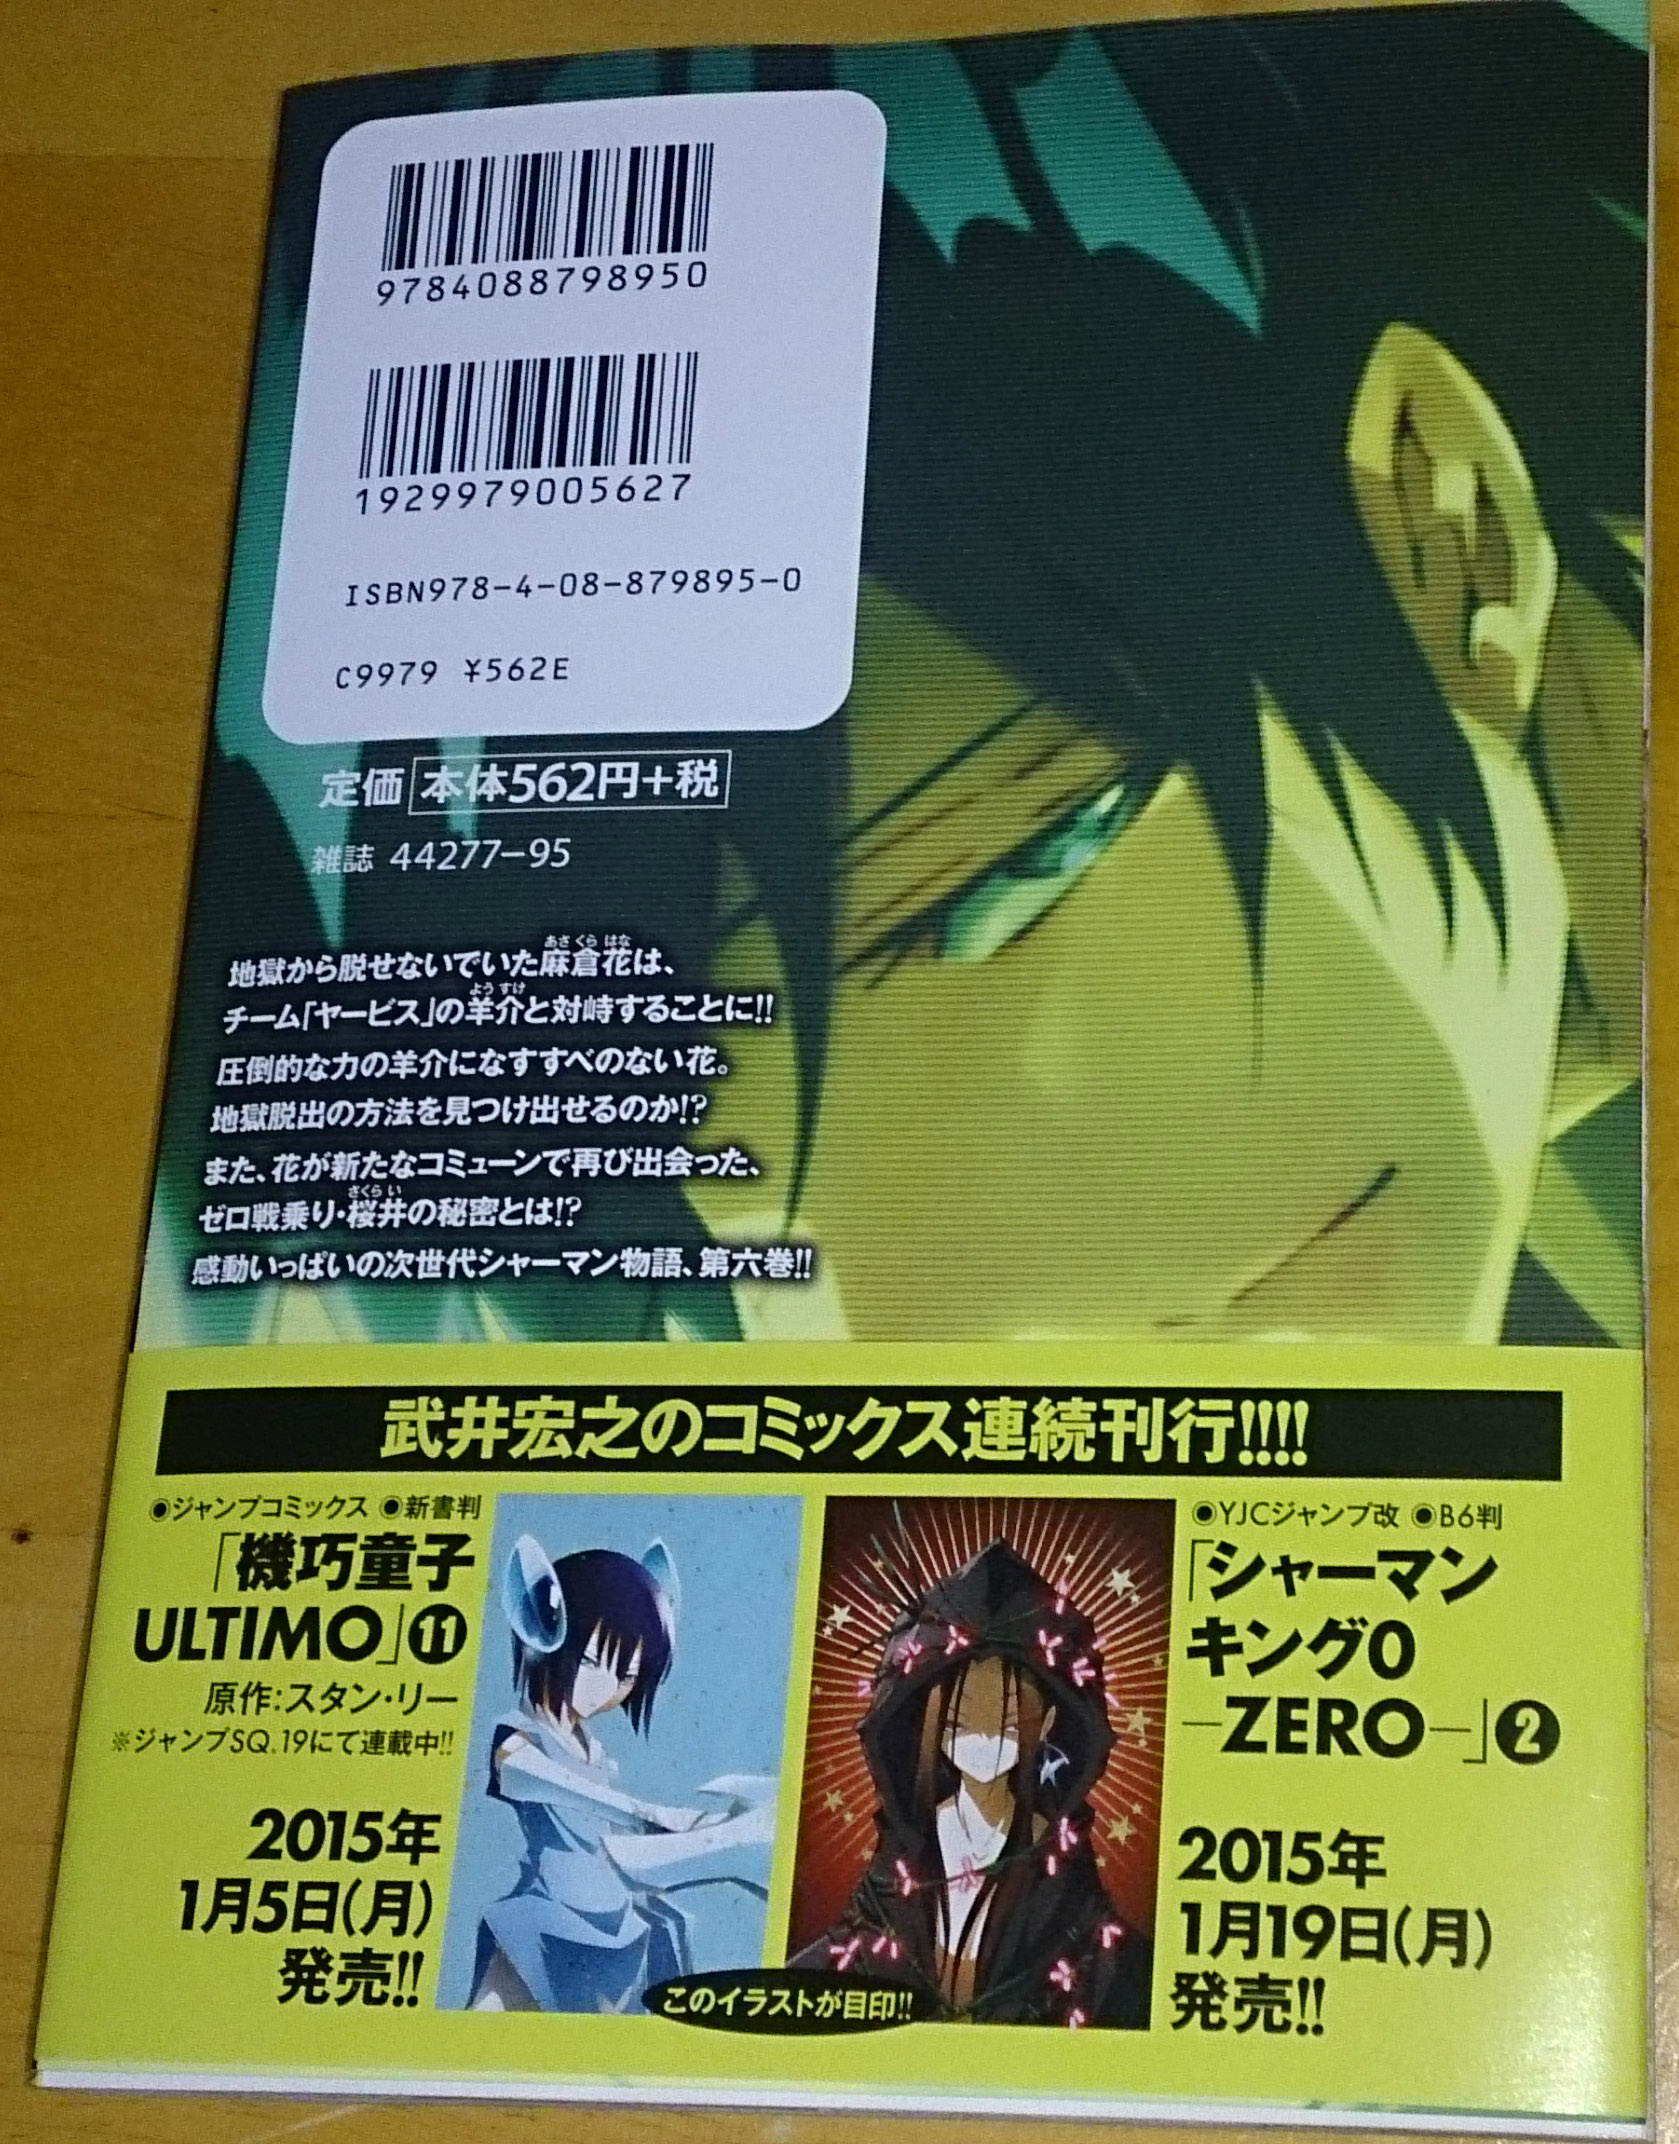 9784088798950
1929979005627
ISBN978-4-08-879895-0
C9979 ¥562E
定価 本体562円+税
雑誌 44277-95
地獄から脱せないでいた麻倉花は、
あさ くら はな
チーム「ヤービス」の羊介と対峙することに!!
よう すけ
圧倒的な力の羊介になすすべのない花。
地獄脱出の方法を見つけ出せるのか!?
また、花が新たなコミューンで再び出会った、
ゼロ戦乗り・桜井の秘密とは!?
さくら い
感動いっぱいの次世代シャーマン物語、第六巻!!
武井宏之のコミックス連続刊行!!!!
◉ジャンプコミックス ◉新書判
「機巧童子
ULTIMO」⓫
原作:スタン・リー
※ジャンプSQ.19にて連載中!!
2015年
1月5日(月)
発売!!
◉YJCジャンプ改 ◉B6判
「シャーマン
キング0
－ZERO－」❷
2015年
1月19日(月)
発売!!
このイラストが目印!!